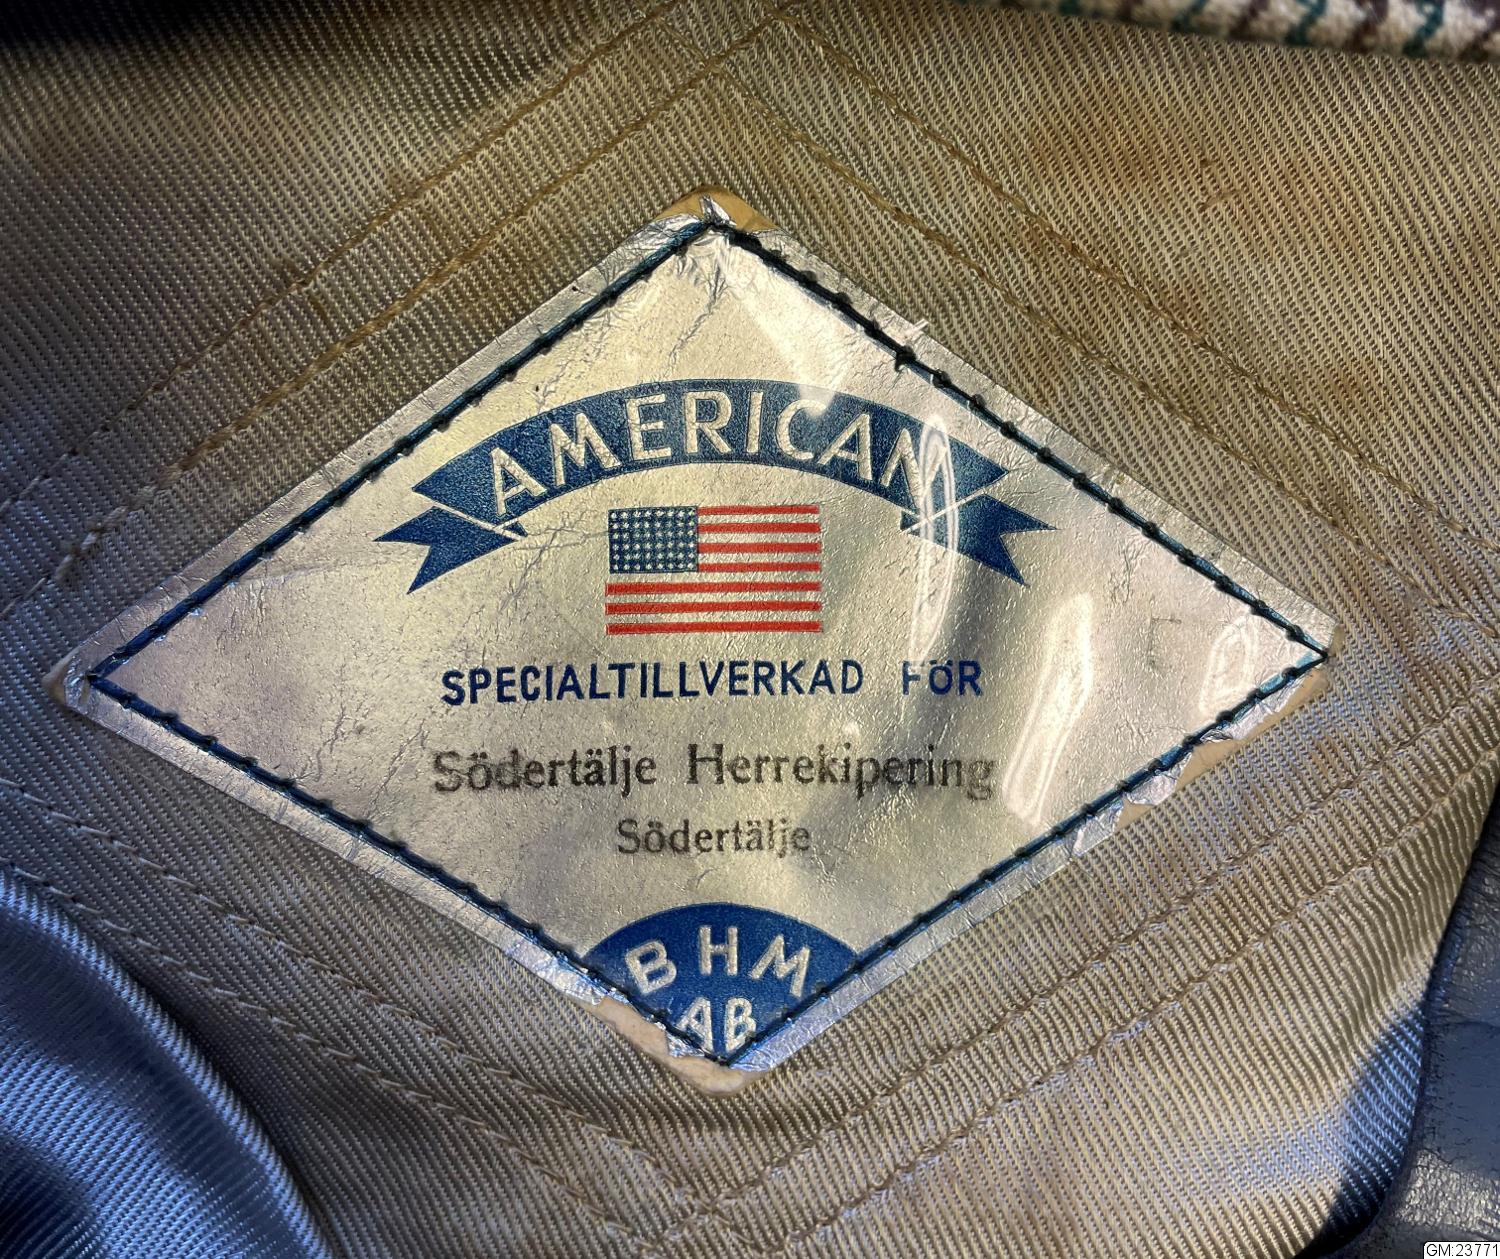 AMERICAN
SPECIALTILLVERKAD FÖR
Södertälje Herrekipering
Södertälje
BHM
AB
GM:23771